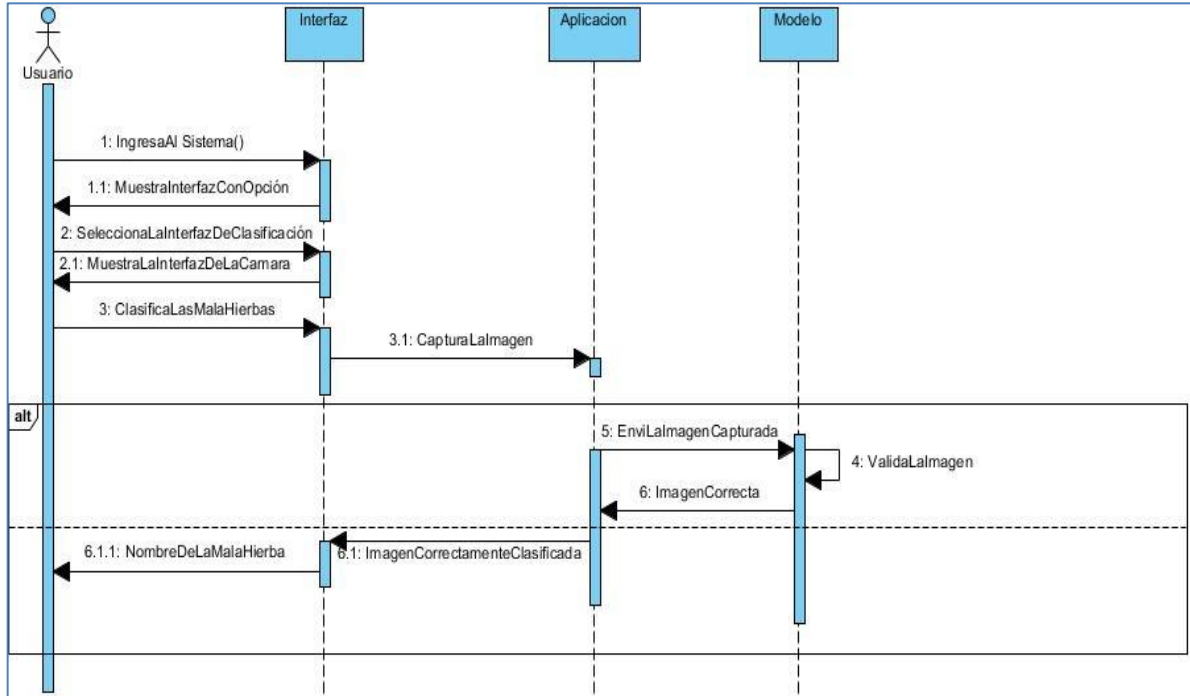 Interfaz
Aplicacion
Modelo
Usuario
1: IngresaAl Sistema()
1.1: MuestraInterfazConOpción
2: SeleccionaLaInterfazDeClasificación
2.1: MuestraLaInterfazDeLaCamara
3: ClasificaLasMalaHierbas
3.1: CapturaLaImagen
alt
5: EnviLaImagenCapturada
4: ValidaLaImagen
6: ImagenCorrecta
6.1: ImagenCorrectamenteClasificada
6.1.1: NombreDeLaMalaHierba